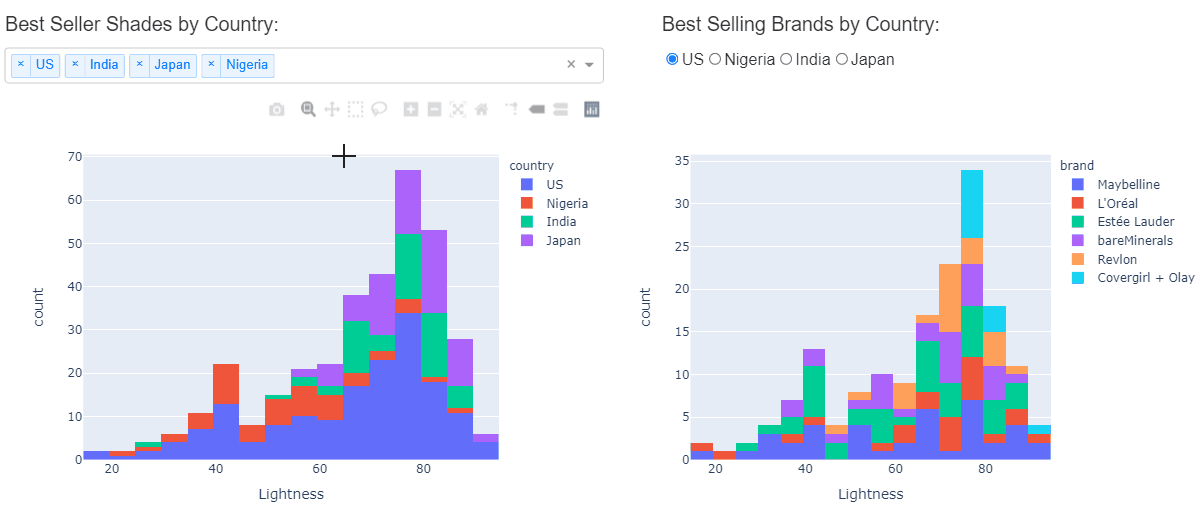 Best Seller Shades by Country:
× US × India × Japan × Nigeria ×
70
60
50
40
30
20
10
0
count
20 40 60 80
Lightness
country
US
Nigeria
India
Japan
Best Selling Brands by Country:
US Nigeria India Japan
35
30
25
20
15
10
5
0
count
20 40 60 80
Lightness
brand
Maybelline
L'Oréal
Estée Lauder
bareMinerals
Revlon
Covergirl + Olay